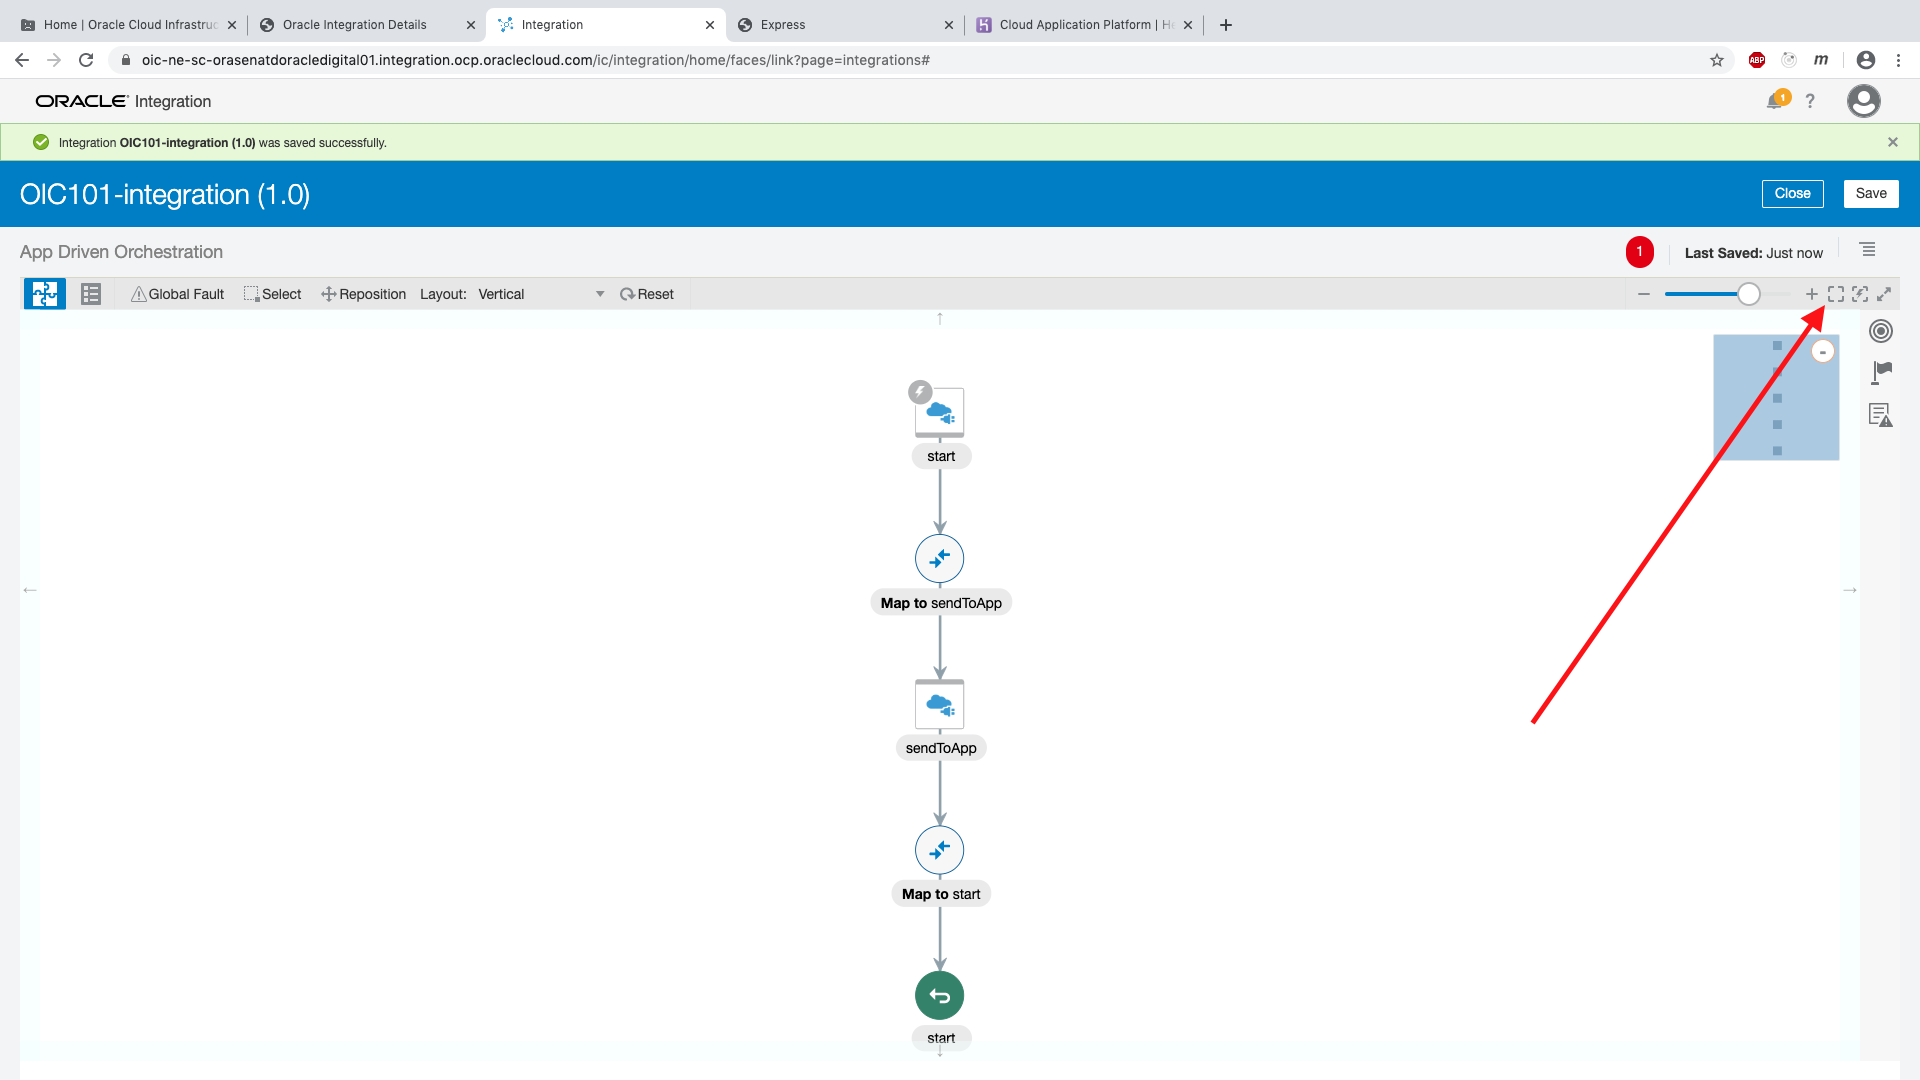 Home | Oracle Cloud Infrastruc
Oracle Integration Details
Integration
Express
Cloud Application Platform | He
oic-ne-sc-orasenatdoracledigital01.integration.ocp.oraclecloud.com/ic/integration/home/faces/link?page=integrations#
ABP
m
ORACLE Integration
1
?
Integration OIC101-integration (1.0) was saved successfully.
OIC101-integration (1.0)
Close
Save
App Driven Orchestration
1
Last Saved: Just now
Global Fault
Select
Reposition
Layout: Vertical
Reset
start
Map to sendToApp
sendToApp
Map to start
start